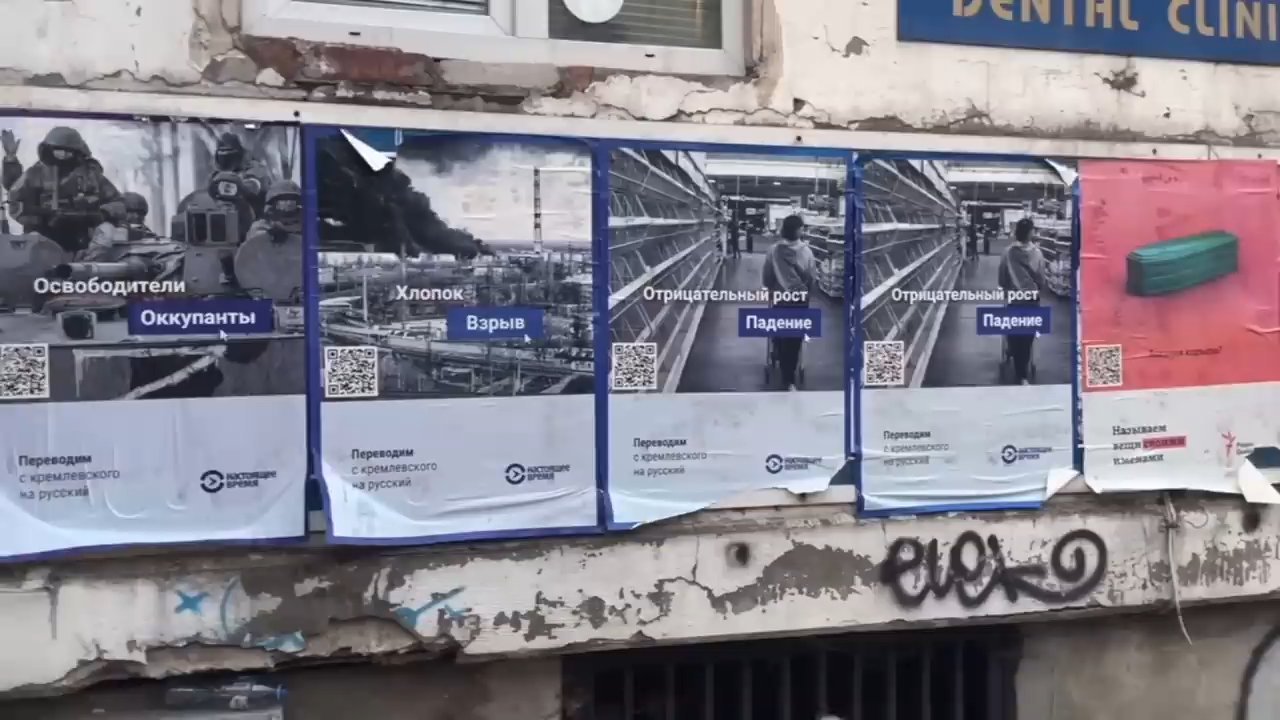 DENTAL CLINI
Освободители
Оккупанты
Переводим
с кремлевского
на русский
НАСТОЯЩЕЕ
ВРЕМЯ
Хлопок
Взрыв
Переводим
с кремлевского
на русский
НАСТОЯЩЕЕ
ВРЕМЯ
Отрицательный рост
Падение
Переводим
с кремлевского
на русский
НАСТОЯЩЕЕ
ВРЕМЯ
Отрицательный рост
Падение
Переводим
с кремлевского
на русский
НАСТОЯЩЕЕ
ВРЕМЯ
Называем
вещи своими
именами